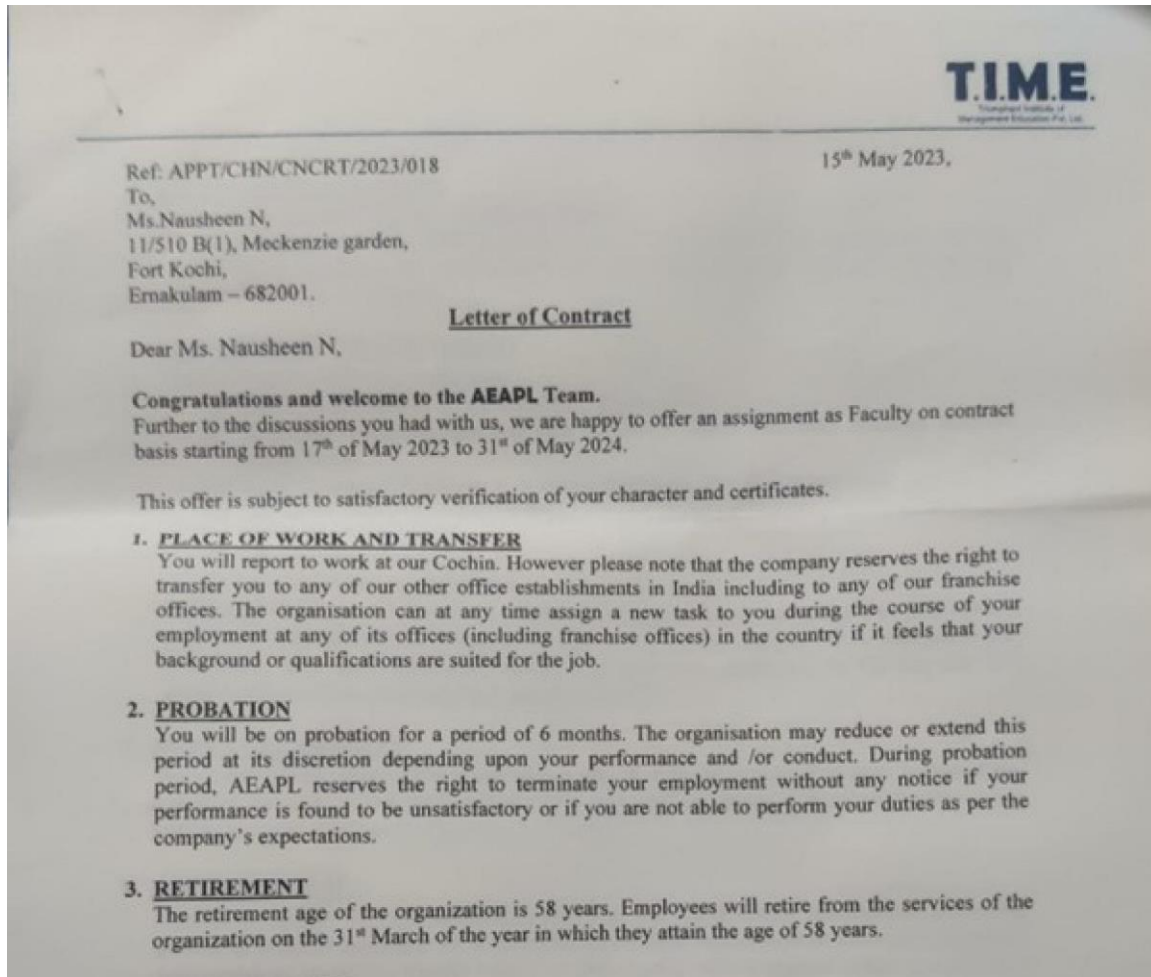 T.I.M.E.
Triumphant Institute of
Management Education Pvt. Ltd.
Ref: APPT/CHN/CNCRT/2023/018
15th May 2023,
To,
Ms.Nausheen N,
11/510 B(1), Meckenzie garden,
Fort Kochi,
Ernakulam – 682001.
Letter of Contract
Dear Ms. Nausheen N,
Congratulations and welcome to the AEAPL Team.
Further to the discussions you had with us, we are happy to offer an assignment as Faculty on contract
basis starting from 17th of May 2023 to 31st of May 2024.
This offer is subject to satisfactory verification of your character and certificates.
1. PLACE OF WORK AND TRANSFER
You will report to work at our Cochin. However please note that the company reserves the right to
transfer you to any of our other office establishments in India including to any of our franchise
offices. The organisation can at any time assign a new task to you during the course of your
employment at any of its offices (including franchise offices) in the country if it feels that your
background or qualifications are suited for the job.
2. PROBATION
You will be on probation for a period of 6 months. The organisation may reduce or extend this
period at its discretion depending upon your performance and /or conduct. During probation
period, AEAPL reserves the right to terminate your employment without any notice if your
performance is found to be unsatisfactory or if you are not able to perform your duties as per the
company's expectations.
3. RETIREMENT
The retirement age of the organization is 58 years. Employees will retire from the services of the
organization on the 31st March of the year in which they attain the age of 58 years.